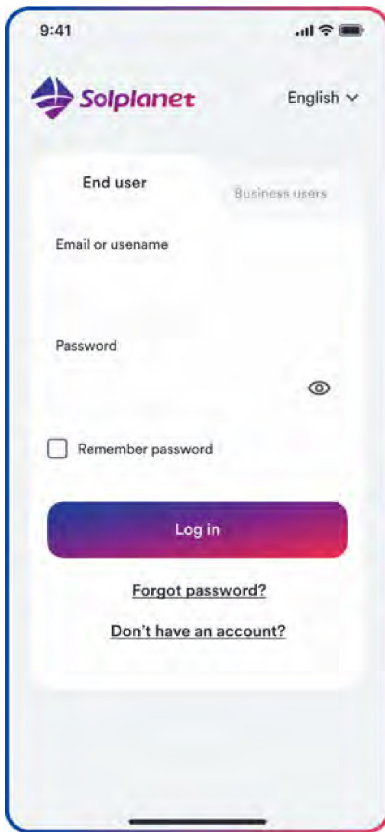 9:41
Solplanet
English
End user
Business users
Email or usename
Password
Remember password
Log in
Forgot password?
Don't have an account?